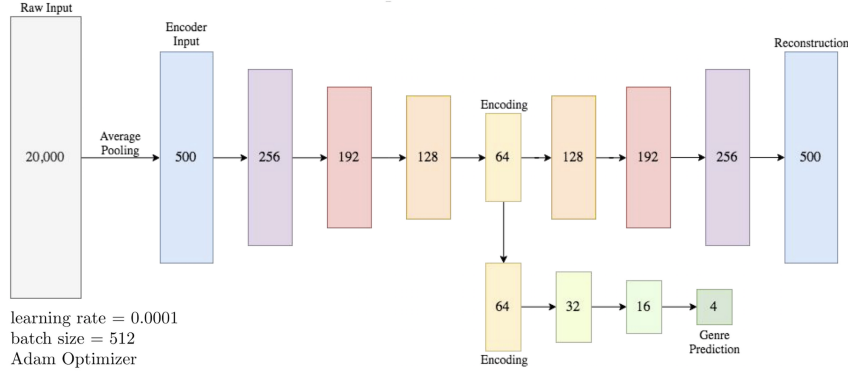 Raw Input
Encoder
Input
Reconstruction
Encoding
Average
Pooling
20,000
500
256
192
128
64
128
192
256
500
64
32
16
4
Encoding
Genre
Prediction
learning rate = 0.0001
batch size = 512
Adam Optimizer